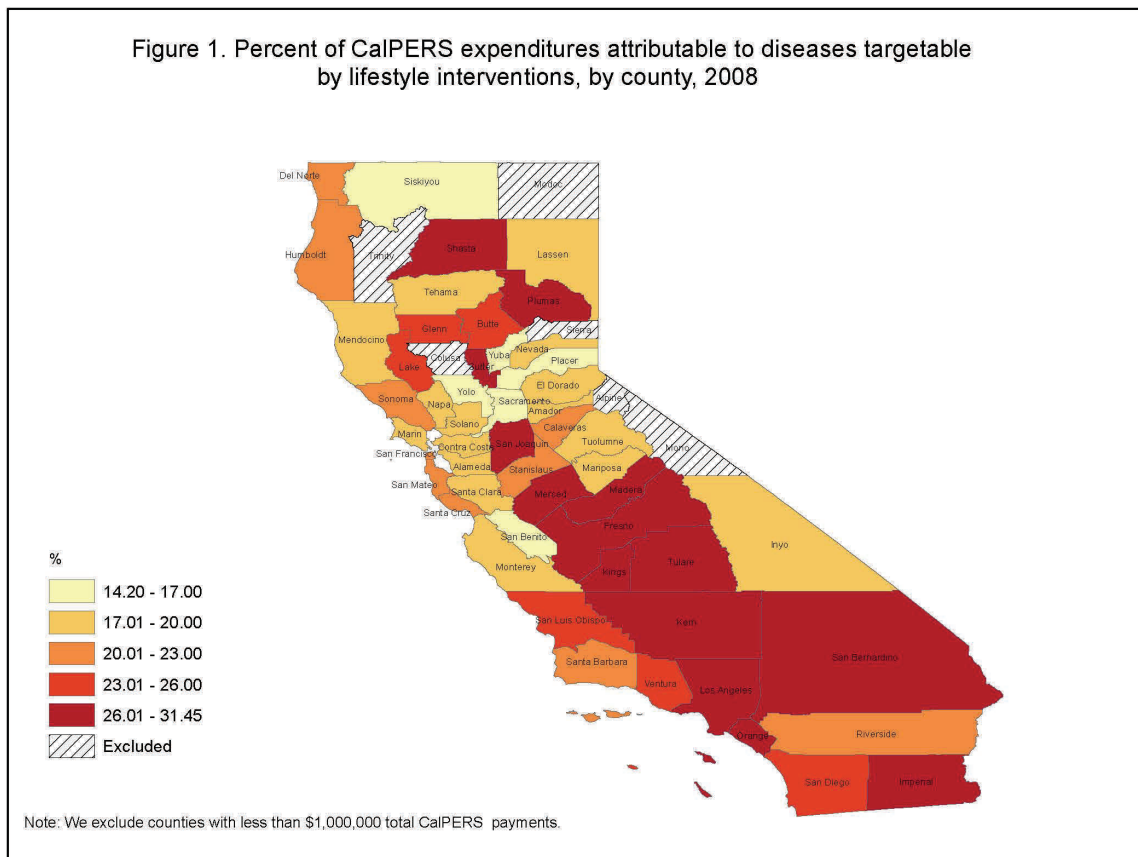 Figure 1. Percent of CalPERS expenditures attributable to diseases targetable
by lifestyle interventions, by county, 2008
Del Norte
Siskiyou
Modoc
Humboldt
Trinity
Shasta
Lassen
Tehama
Plumas
Mendocino
Glenn
Butte
Sierra
Lake
Colusa
Sutter
Yuba
Nevada
Placer
Sonoma
Napa
Yolo
Sacramento
El Dorado
Alpine
Amador
Solano
Marin
Calaveras
Tuolumne
Mono
San Francisco
Contra Costa
San Joaquin
Alameda
Stanislaus
Mariposa
San Mateo
Santa Clara
Merced
Madera
Santa Cruz
San Benito
Fresno
Monterey
Kings
Tulare
Inyo
San Luis Obispo
Kern
San Bernardino
Santa Barbara
Ventura
Los Angeles
Orange
Riverside
San Diego
Imperial
%
14.20 - 17.00
17.01 - 20.00
20.01 - 23.00
23.01 - 26.00
26.01 - 31.45
Excluded
Note: We exclude counties with less than $1,000,000 total CalPERS payments.